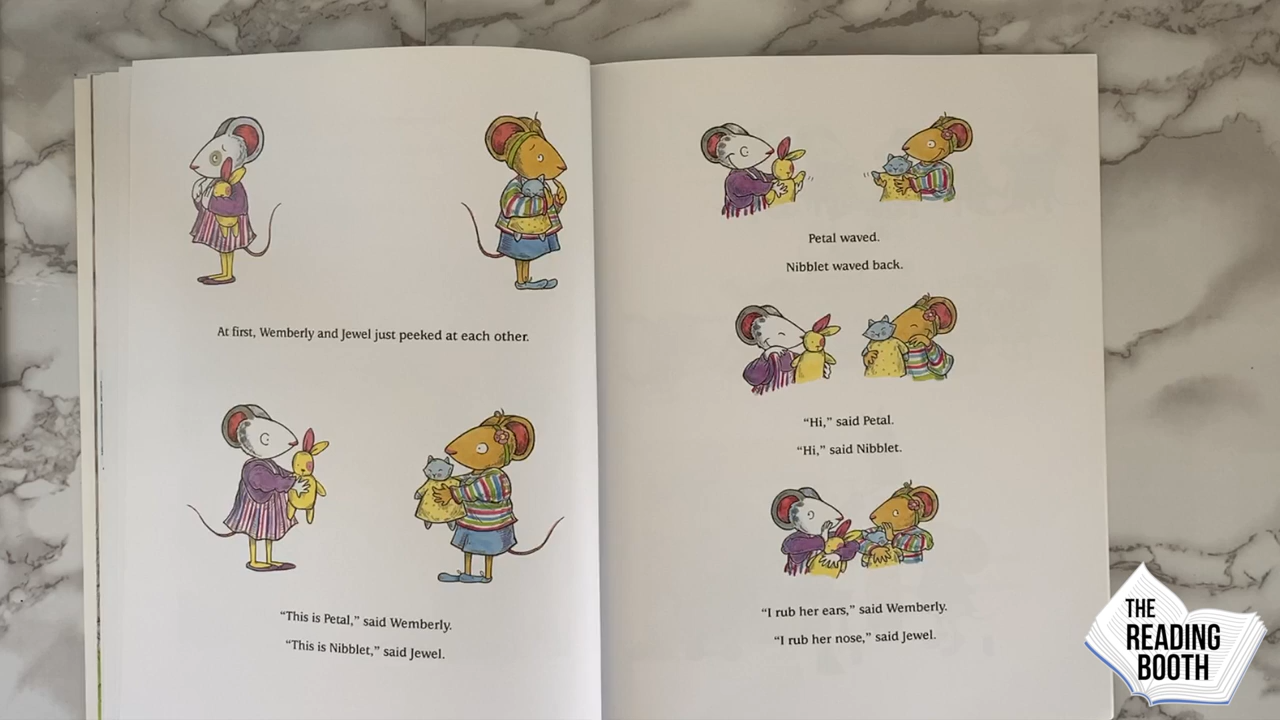 At first, Wemberly and Jewel just peeked at each other.
“This is Petal,” said Wemberly.
“This is Nibblet,” said Jewel.
Petal waved.
Nibblet waved back.
“Hi,” said Petal.
“Hi,” said Nibblet.
“I rub her ears,” said Wemberly.
“I rub her nose,” said Jewel.
THE
READING
BOOTH